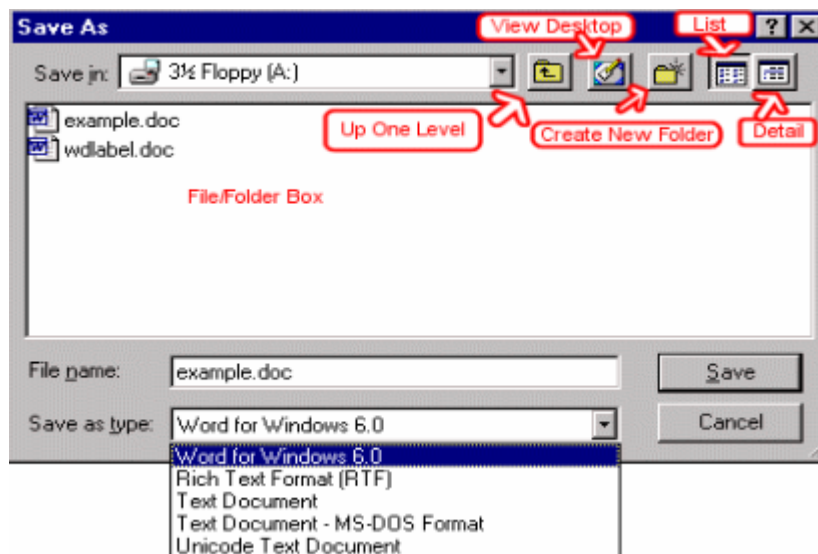 Save As
View Desktop
List
Save in:
3½ Floppy (A:)
example.doc
wdlabel.doc
Up One Level
Create New Folder
Detail
File/Folder Box
File name:
example.doc
Save
Save as type:
Word for Windows 6.0
Cancel
Word for Windows 6.0
Rich Text Format (RTF)
Text Document
Text Document - MS-DOS Format
Unicode Text Document